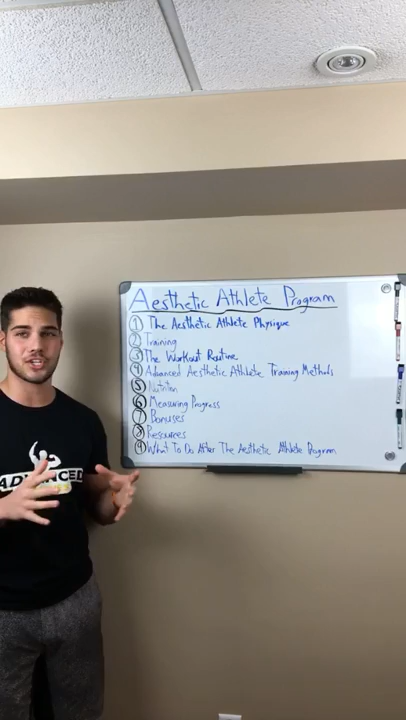 Aesthetic Athlete Program
① The Aesthetic Athlete Physique
② Training
③ The Workout Routine
④ Advanced Aesthetic Athlete Training Methods
⑤ Nutrition
⑥ Measuring Progress
⑦ Bonuses
⑧ Resources
⑨ What To Do After The Aesthetic Athlete Program
ADVANCED